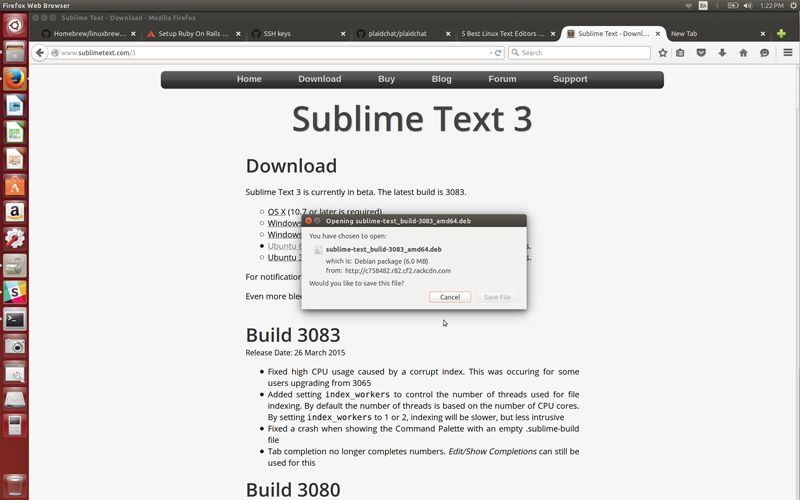 Firefox Web Browser
En
1:22 PM
Sublime Text - Download - Mozilla Firefox
Homebrew/linuxbrew...
Setup Ruby On Rails ...
SSH keys
plaidchat/plaidchat
5 Best Linux Text Editors ...
Sublime Text - Downl...
New Tab
www.sublimetext.com/3
Search
Home
Download
Buy
Blog
Forum
Support
Sublime Text 3
Download
Sublime Text 3 is currently in beta. The latest build is 3083.
OS X (10.7 or later is required)
Windows
Windows
Ubuntu 6
s.
Ubuntu 3
s.
For notification
Even more blee
Opening sublime-text_build-3083_amd64.deb
You have chosen to open:
sublime-text_build-3083_amd64.deb
which is: Debian package (6.0 MB)
from: http://c758482.r82.cf2.rackcdn.com
Would you like to save this file?
Cancel
Save File
Build 3083
Release Date: 26 March 2015
Fixed high CPU usage caused by a corrupt index. This was occuring for some
users upgrading from 3065
Added setting index_workers to control the number of threads used for file
indexing. By default the number of threads is based on the number of CPU cores.
By setting index_workers to 1 or 2, indexing will be slower, but less intrusive
Fixed a crash when showing the Command Palette with an empty .sublime-build
file
Tab completion no longer completes numbers. Edit/Show Completions can still be
used for this
Build 3080